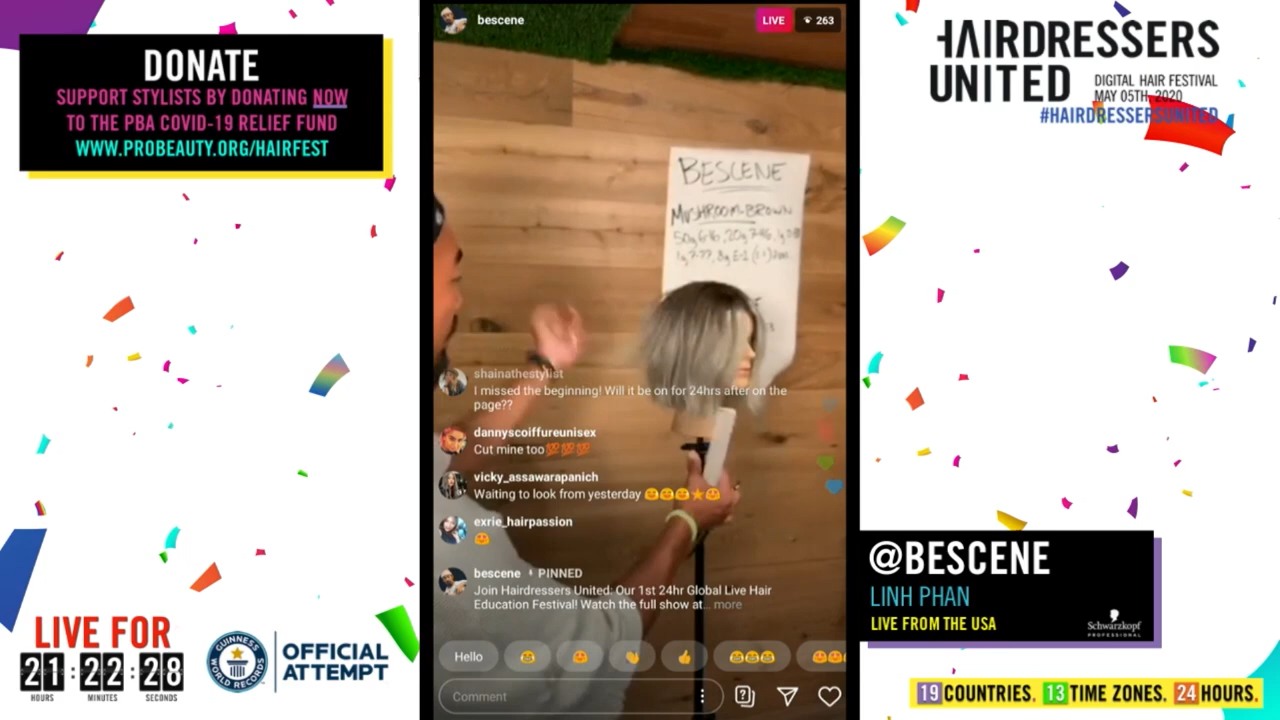 DONATE
SUPPORT STYLISTS BY DONATING NOW
TO THE PBA COVID-19 RELIEF FUND
WWW.PROBEAUTY.ORG/HAIRFEST
bescene
LIVE
263
BESCENE
MUSHROOM BROWN
shainathestylist
I missed the beginning! Will it be on for 24hrs after on the
page??
dannyscoiffureunisex
Cut mine too💯💯💯
vicky_assawarapanich
Waiting to look from yesterday
exrie_hairpassion
bescene PINNED
Join Hairdressers United: Our 1st 24hr Global Live Hair
Education Festival! Watch the full show at... more
Hello
Comment
HAIRDRESSERS
UNITED
DIGITAL HAIR FESTIVAL
MAY 05TH, 2020
#HAIRDRESSERSUNITED
@BESCENE
LINH PHAN
LIVE FROM THE USA
Schwarzkopf
PROFESSIONAL
LIVE FOR
21:22:28
HOURS MINUTES SECONDS
GUINNESS
WORLD RECORDS
OFFICIAL
ATTEMPT
19 COUNTRIES. 13 TIME ZONES. 24 HOURS.